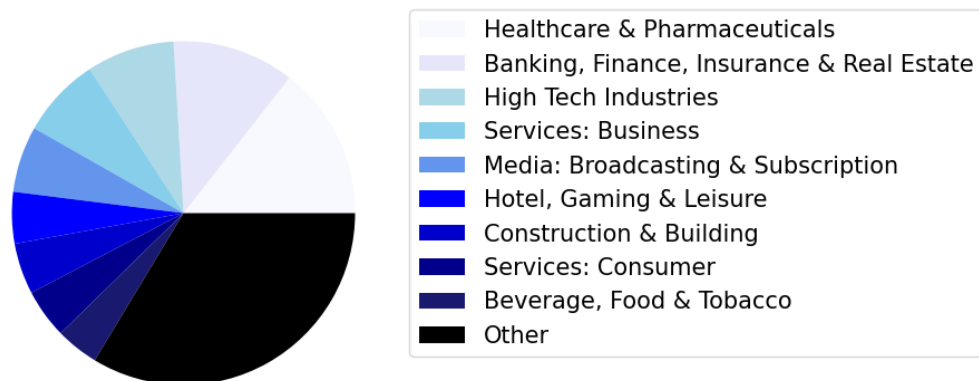 Healthcare & Pharmaceuticals
Banking, Finance, Insurance & Real Estate
High Tech Industries
Services: Business
Media: Broadcasting & Subscription
Hotel, Gaming & Leisure
Construction & Building
Services: Consumer
Beverage, Food & Tobacco
Other